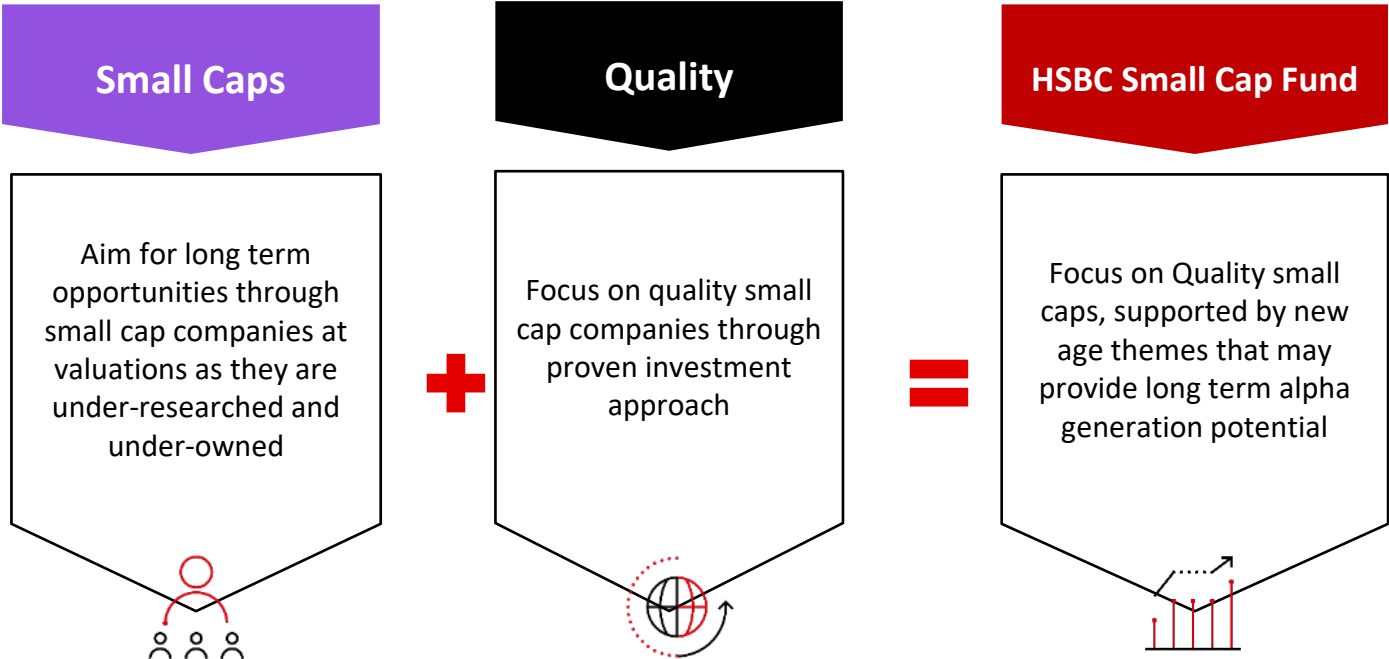 Small Caps
Aim for long term
opportunities through
small cap companies at
valuations as they are
under-researched and
under-owned
Quality
Focus on quality small
cap companies through
proven investment
approach
HSBC Small Cap Fund
Focus on Quality small
caps, supported by new
age themes that may
provide long term alpha
generation potential